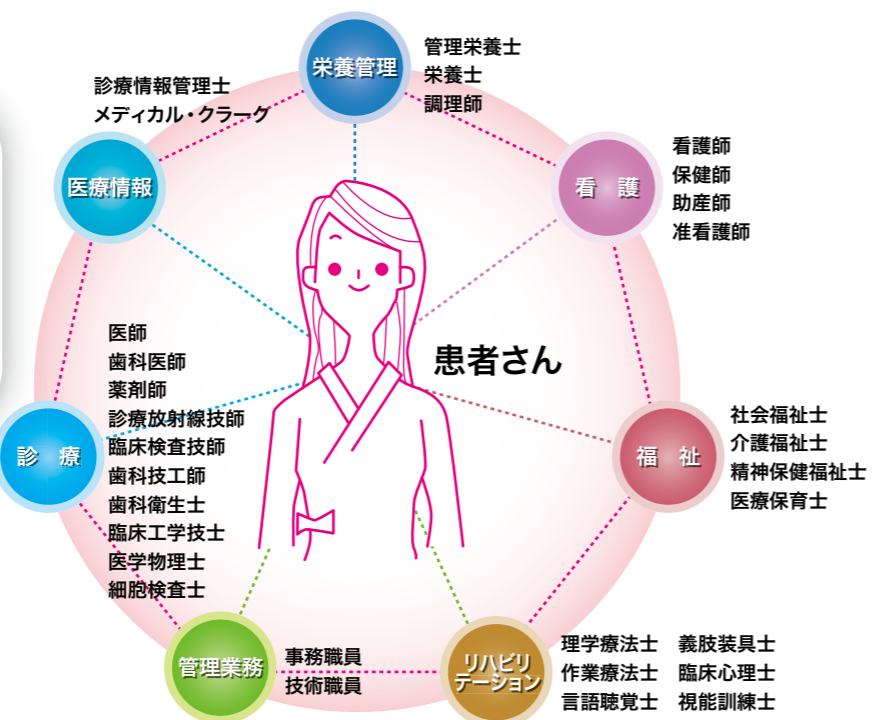 栄養管理
管理栄養士
栄養士
調理師
診療情報管理士
メディカル・クラーク
医療情報
看　護
看護師
保健師
助産師
准看護師
患者さん
医師
歯科医師
薬剤師
診療放射線技師
臨床検査技師
歯科技工師
歯科衛生士
臨床工学技士
医学物理士
細胞検査士
診　療
福　祉
社会福祉士
介護福祉士
精神保健福祉士
医療保育士
管理業務
事務職員
技術職員
リハビリ
テーション
理学療法士　義肢装具士
作業療法士　臨床心理士
言語聴覚士　視能訓練士